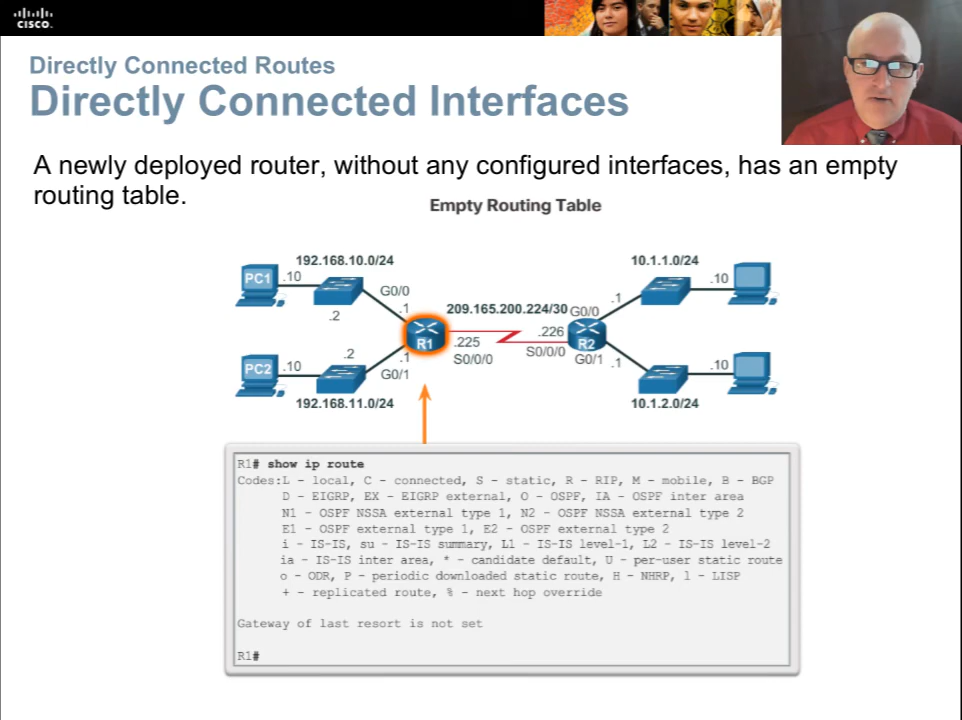 CISCO
Directly Connected Routes
Directly Connected Interfaces
A newly deployed router, without any configured interfaces, has an empty
routing table.
Empty Routing Table
192.168.10.0/24
10.1.1.0/24
PC1
.10
G0/0
.1
.2
209.165.200.224/30
G0/0
.1
.10
R1
.225
S0/0/0
.226
S0/0/0
R2
G0/1
.1
.10
PC2
.10
.2
.1
G0/1
192.168.11.0/24
10.1.2.0/24
R1# show ip route
Codes:L - local, C - connected, S - static, R - RIP, M - mobile, B - BGP
D - EIGRP, EX - EIGRP external, O - OSPF, IA - OSPF inter area
N1 - OSPF NSSA external type 1, N2 - OSPF NSSA external type 2
E1 - OSPF external type 1, E2 - OSPF external type 2
i - IS-IS, su - IS-IS summary, L1 - IS-IS level-1, L2 - IS-IS level-2
ia - IS-IS inter area, * - candidate default, U - per-user static route
o - ODR, P - periodic downloaded static route, H - NHRP, l - LISP
+ - replicated route, % - next hop override
Gateway of last resort is not set
R1#